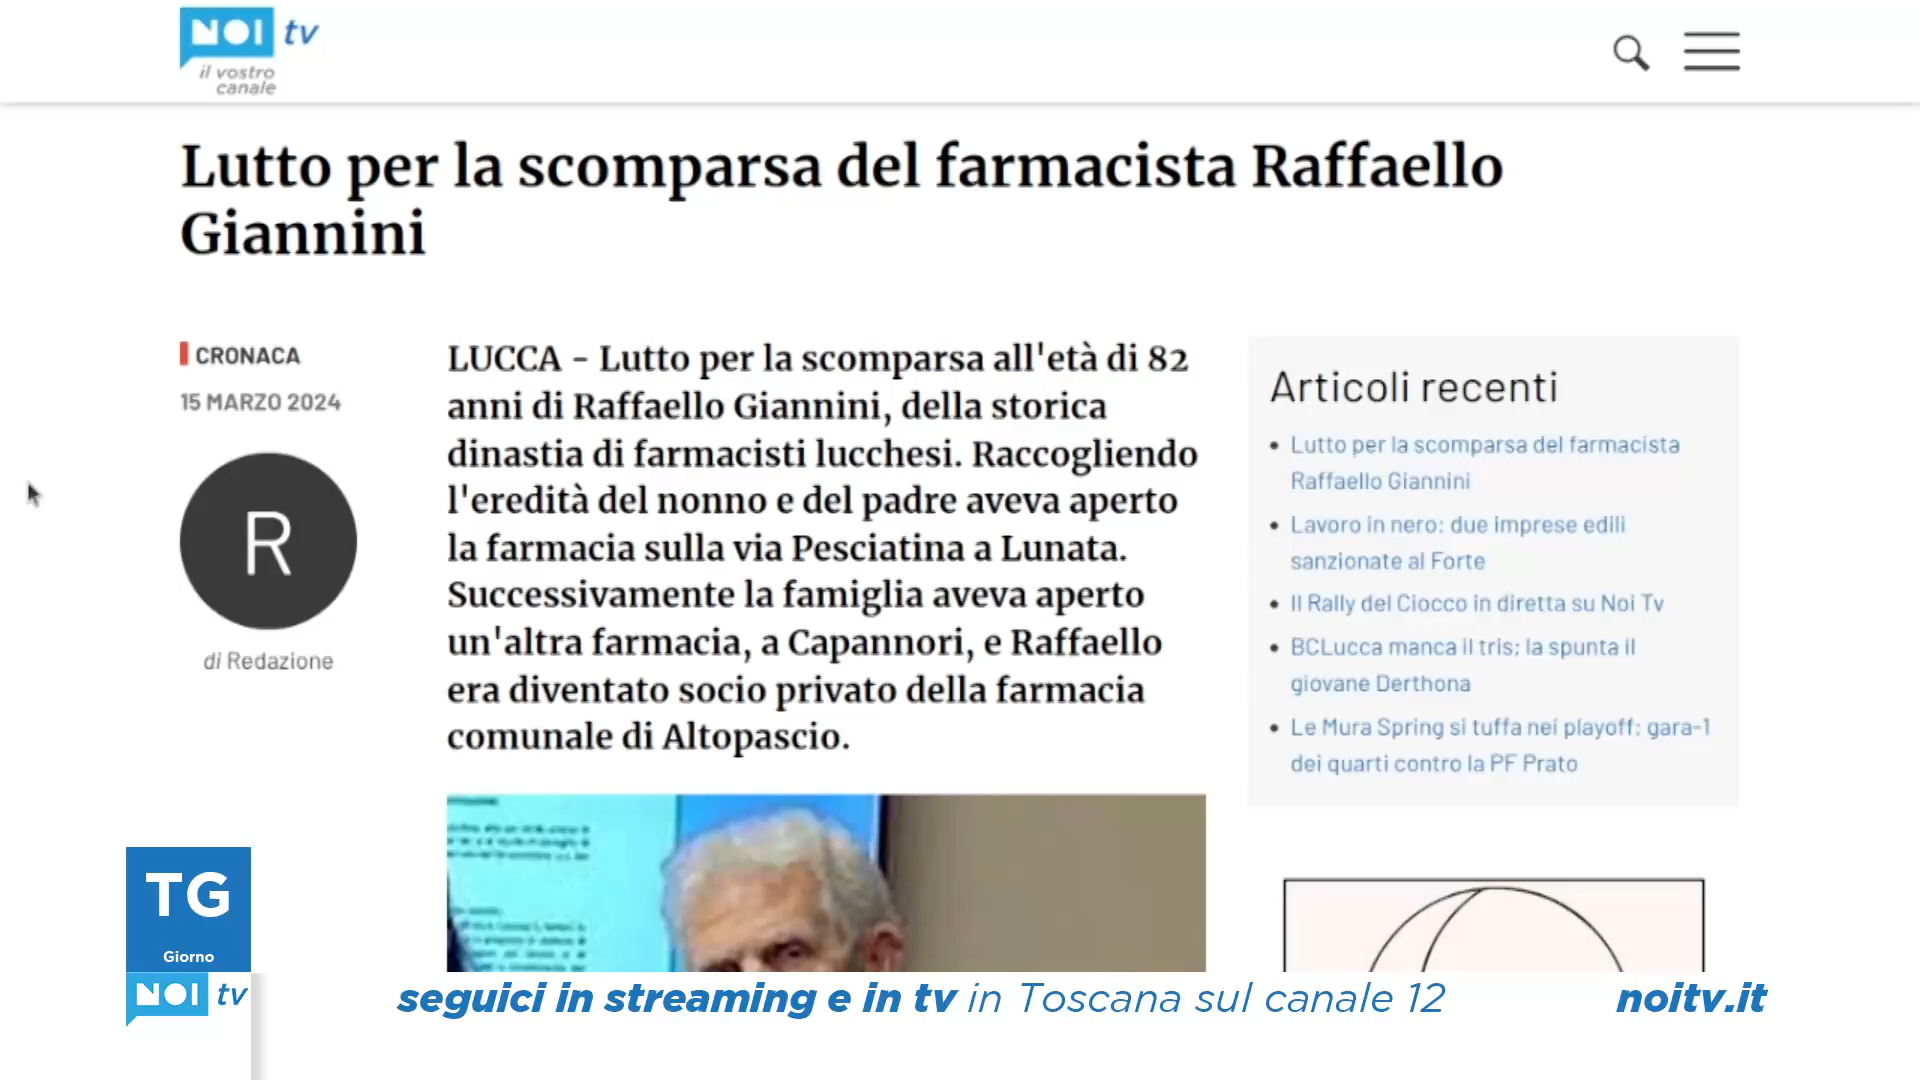 NOI tv
il vostro
canale
Lutto per la scomparsa del farmacista Raffaello
Giannini
CRONACA
15 MARZO 2024
R
di Redazione
LUCCA - Lutto per la scomparsa all'età di 82
anni di Raffaello Giannini, della storica
dinastia di farmacisti lucchesi. Raccogliendo
l'eredità del nonno e del padre aveva aperto
la farmacia sulla via Pesciatina a Lunata.
Successivamente la famiglia aveva aperto
un'altra farmacia, a Capannori, e Raffaello
era diventato socio privato della farmacia
comunale di Altopascio.
Articoli recenti
Lutto per la scomparsa del farmacista
Raffaello Giannini
Lavoro in nero: due imprese edili
sanzionate al Forte
Il Rally del Ciocco in diretta su Noi Tv
BCLucca manca il tris; la spunta il
giovane Derthona
Le Mura Spring si tuffa nei playoff: gara-1
dei quarti contro la PF Prato
TG
Giorno
NOI tv
seguici in streaming e in tv in Toscana sul canale 12
noitv.it